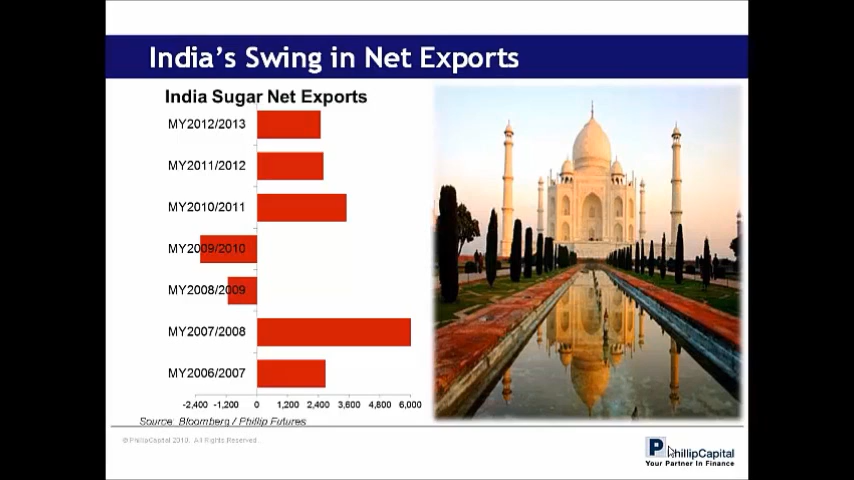 India's Swing in Net Exports
India Sugar Net Exports
MY2012/2013
MY2011/2012
MY2010/2011
MY2009/2010
MY2008/2009
MY2007/2008
MY2006/2007
-2,400 -1,200 0 1,200 2,400 3,600 4,800 6,000
Source: Bloomberg / Phillip Futures
© PhillipCapital 2010. All Rights Reserved.
P PhillipCapital
Your Partner In Finance